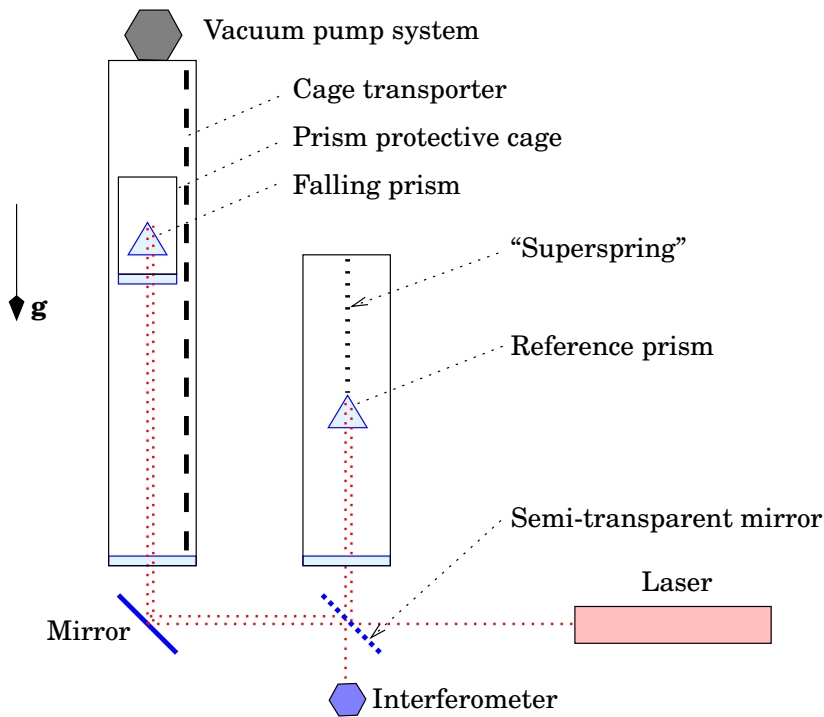 Vacuum pump system
Cage transporter
Prism protective cage
Falling prism
“Superspring”
g
Reference prism
Semi-transparent mirror
Laser
Mirror
Interferometer